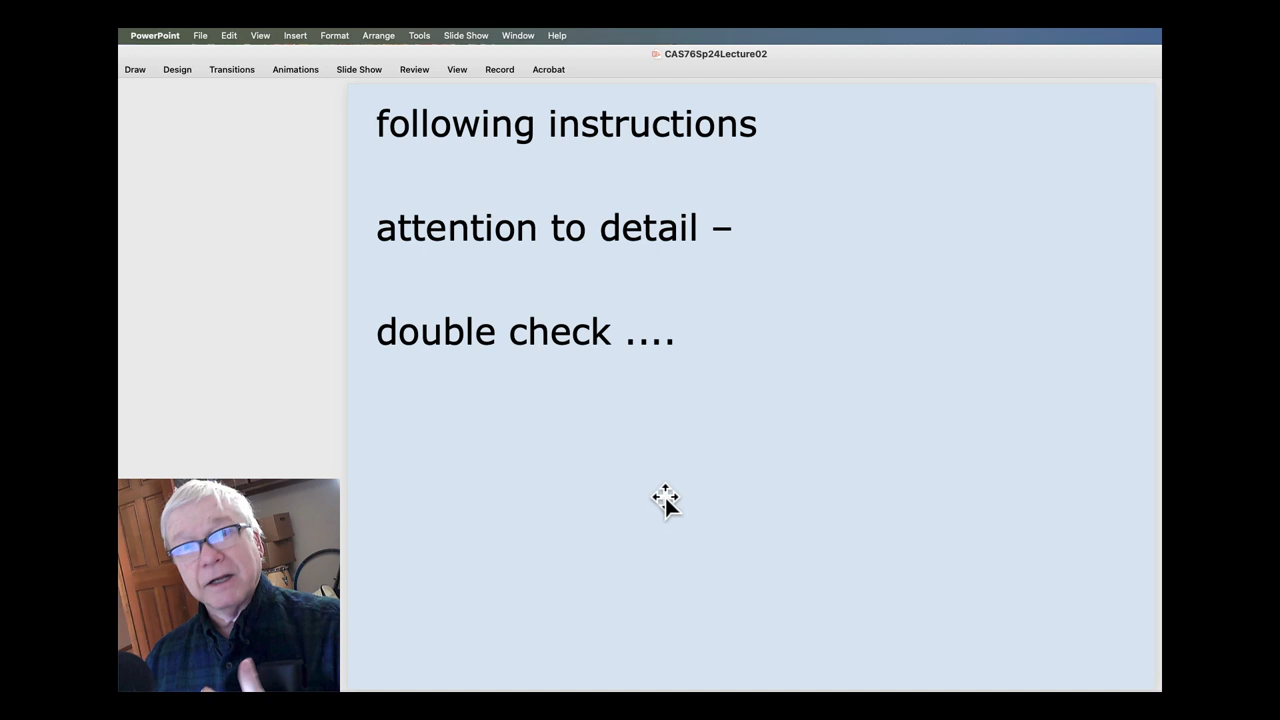 PowerPoint File Edit View Insert Format Arrange Tools Slide Show Window Help
CAS76Sp24Lecture02
Draw Design Transitions Animations Slide Show Review View Record Acrobat
following instructions
attention to detail –
double check ....